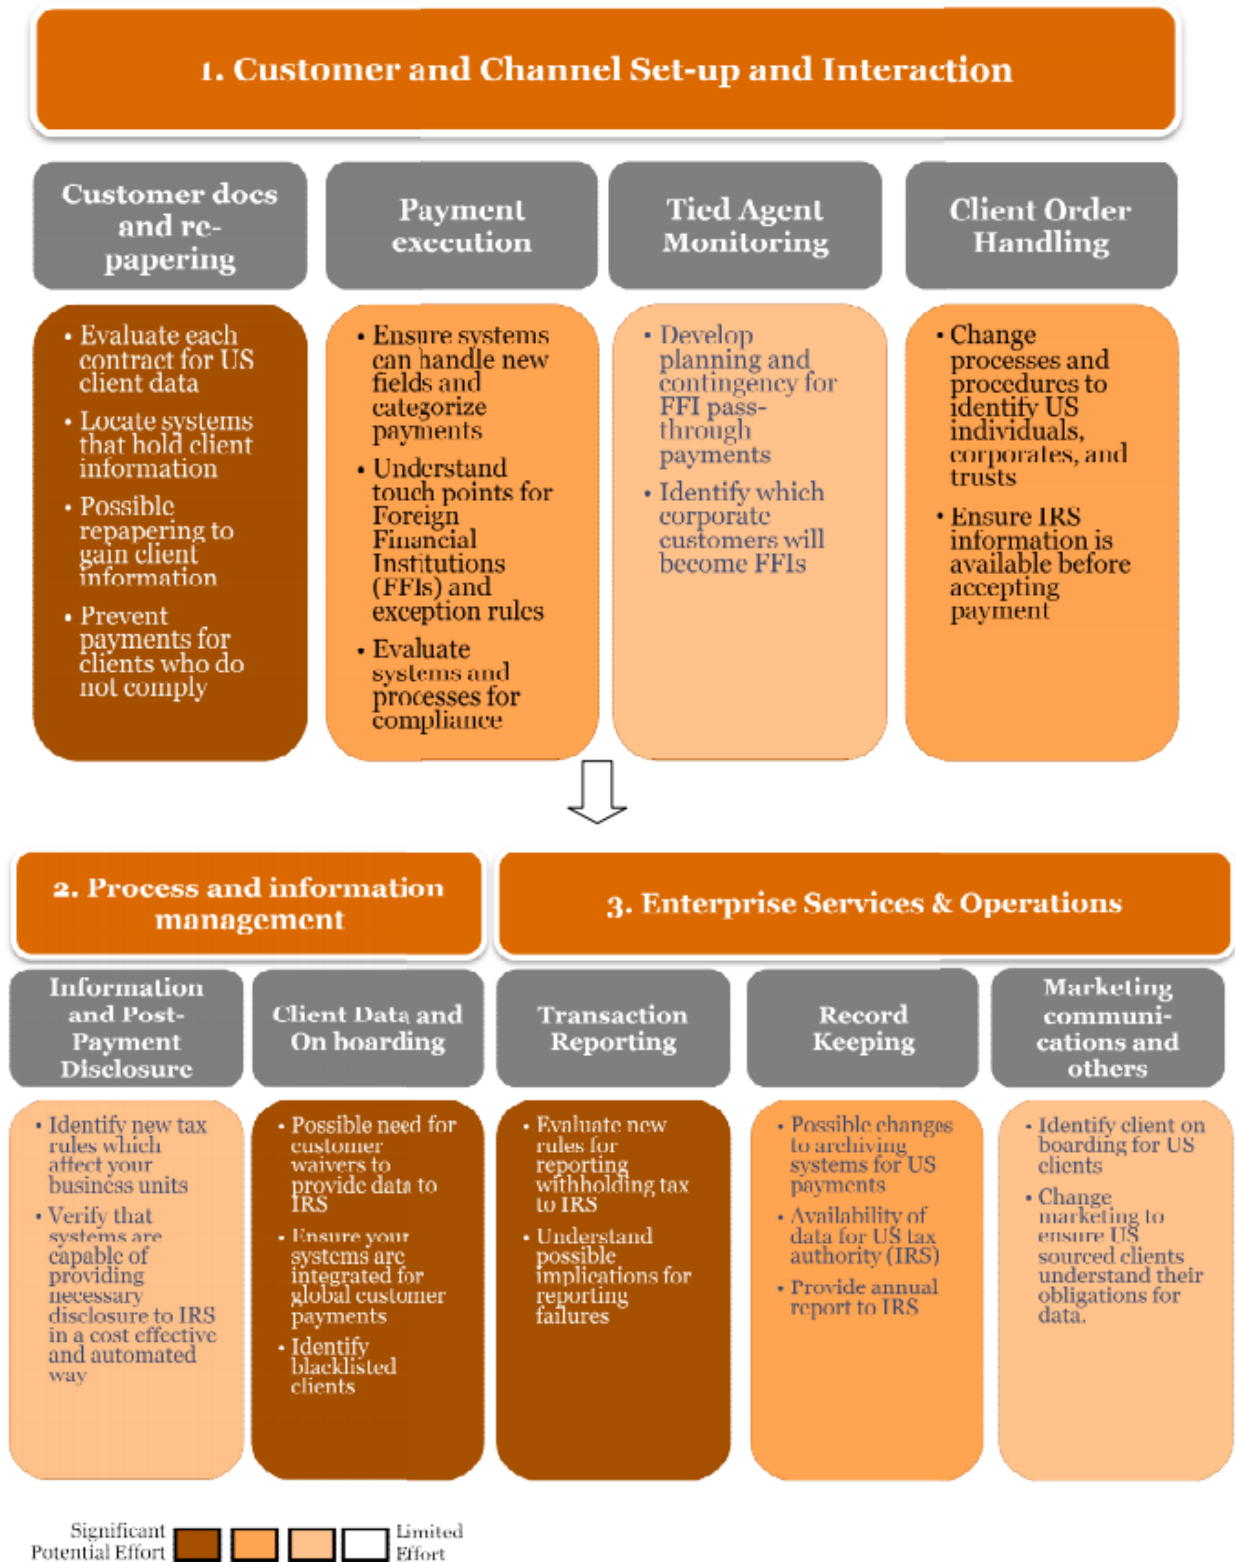 1. Customer and Channel Set-up and Interaction
Customer docs
and re-
papering
• Evaluate each
contract for US
client data
• Locate systems
that hold client
information
• Possible
repapering to
gain client
information
• Prevent
payments for
clients who do
not comply
Payment
execution
• Ensure systems
can handle new
fields and
categorize
payments
• Understand
touch points for
Foreign
Financial
Institutions
(FFIs) and
exception rules
• Evaluate
systems and
processes for
compliance
Tied Agent
Monitoring
• Develop
planning and
contingency for
FFI pass-
through
payments
• Identify which
corporate
customers will
become FFIs
Client Order
Handling
• Change
processes and
procedures to
identify US
individuals,
corporates, and
trusts
• Ensure IRS
information is
available before
accepting
payment
2. Process and information
management
Information
and Post-
Payment
Disclosure
• Identify new tax
rules which
affect your
business units
• Verify that
systems are
capable of
providing
necessary
disclosure to IRS
in a cost effective
and automated
way
Client Data and
On boarding
• Possible need for
customer
waivers to
provide data to
IRS
• Ensure your
systems are
integrated for
global customer
payments
• Identify
blacklisted
clients
3. Enterprise Services & Operations
Transaction
Reporting
• Evaluate new
rules for
reporting
withholding tax
to IRS
• Understand
possible
implications for
reporting
failures
Record
Keeping
• Possible changes
to archiving
systems for US
payments
• Availability of
data for US tax
authority (IRS)
• Provide annual
report to IRS
Marketing
communi-
cations and
others
• Identify client on
boarding for US
clients
• Change
marketing to
ensure US
sourced clients
understand their
obligations for
data.
Significant
Potential Effort
Limited
Effort